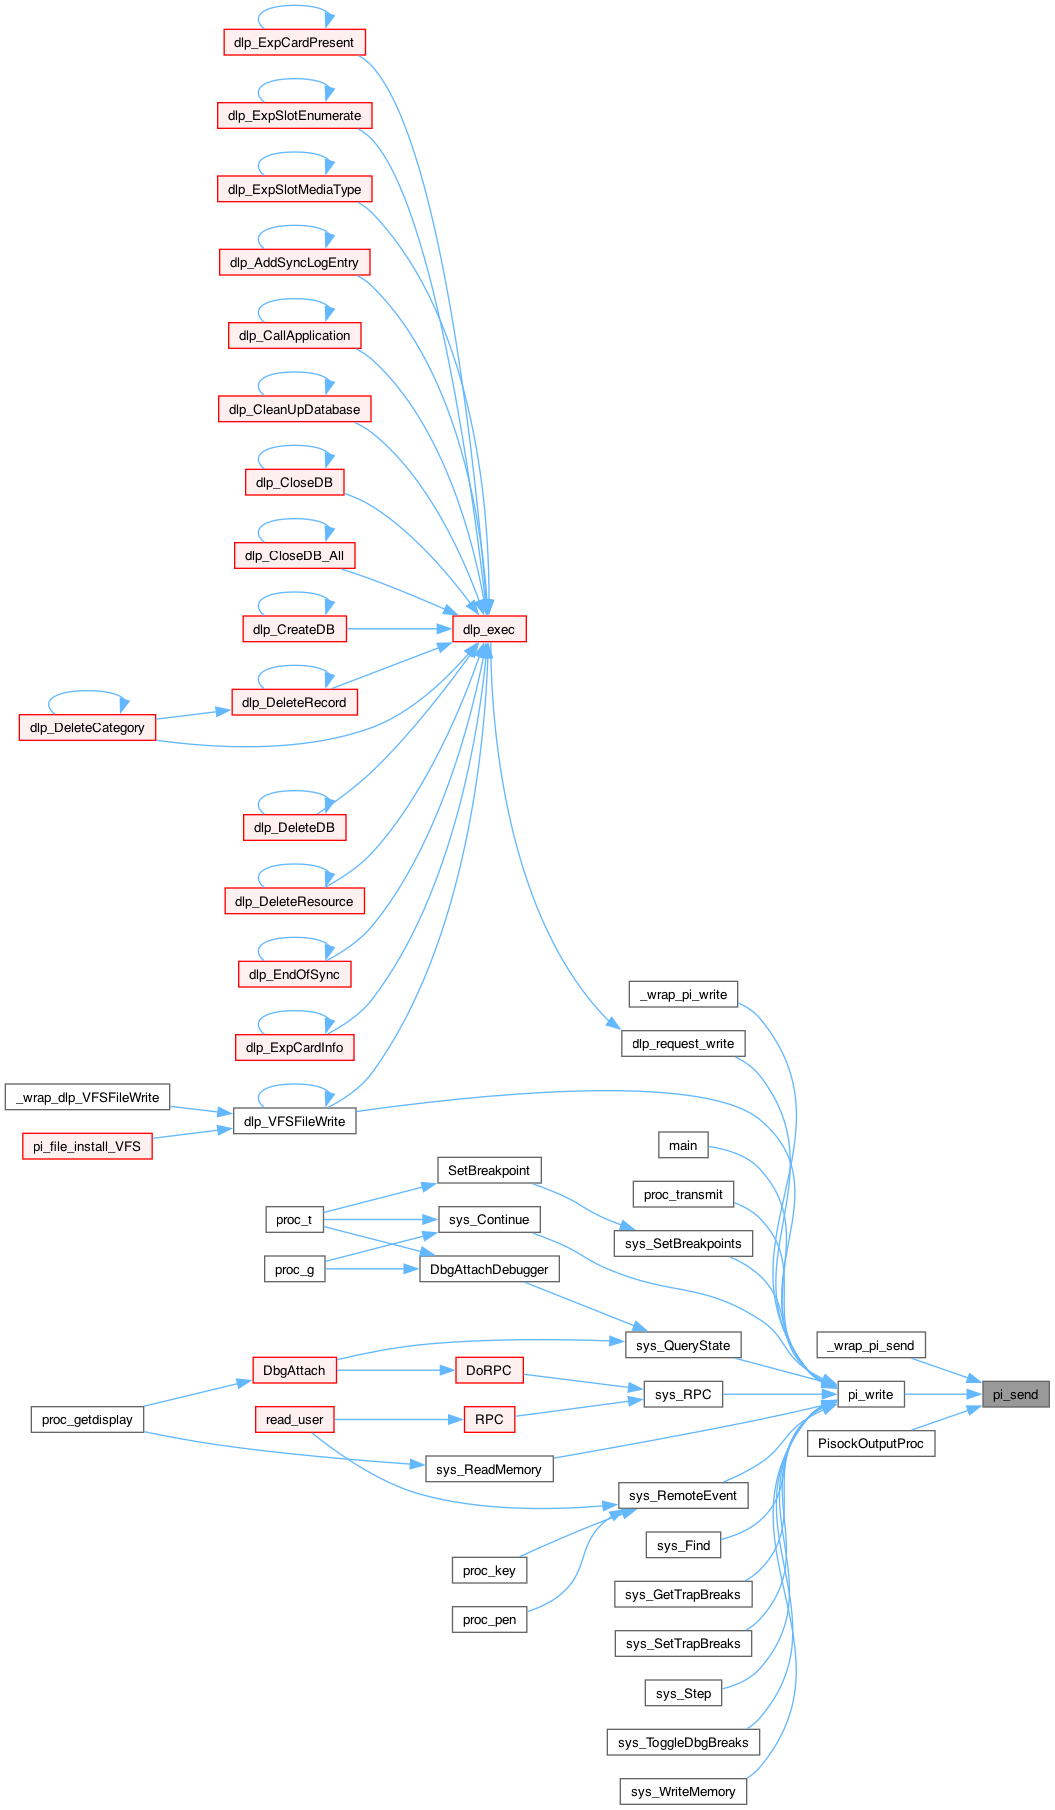 dlp_ExpCardPresent
dlp_ExpSlotEnumerate
dlp_ExpSlotMediaType
dlp_AddSyncLogEntry
dlp_CallApplication
dlp_CleanUpDatabase
dlp_CloseDB
dlp_CloseDB_All
dlp_CreateDB
dlp_exec
dlp_DeleteRecord
dlp_DeleteCategory
dlp_DeleteDB
dlp_DeleteResource
dlp_EndOfSync
_wrap_pi_write
dlp_request_write
dlp_ExpCardInfo
_wrap_dlp_VFSFileWrite
dlp_VFSFileWrite
pi_file_install_VFS
main
SetBreakpoint
proc_transmit
proc_t
sys_Continue
sys_SetBreakpoints
proc_g
DbgAttachDebugger
sys_QueryState
_wrap_pi_send
DbgAttach
DoRPC
sys_RPC
pi_write
pi_send
proc_getdisplay
read_user
RPC
PisockOutputProc
sys_ReadMemory
sys_RemoteEvent
sys_Find
proc_key
sys_GetTrapBreaks
proc_pen
sys_SetTrapBreaks
sys_Step
sys_ToggleDbgBreaks
sys_WriteMemory